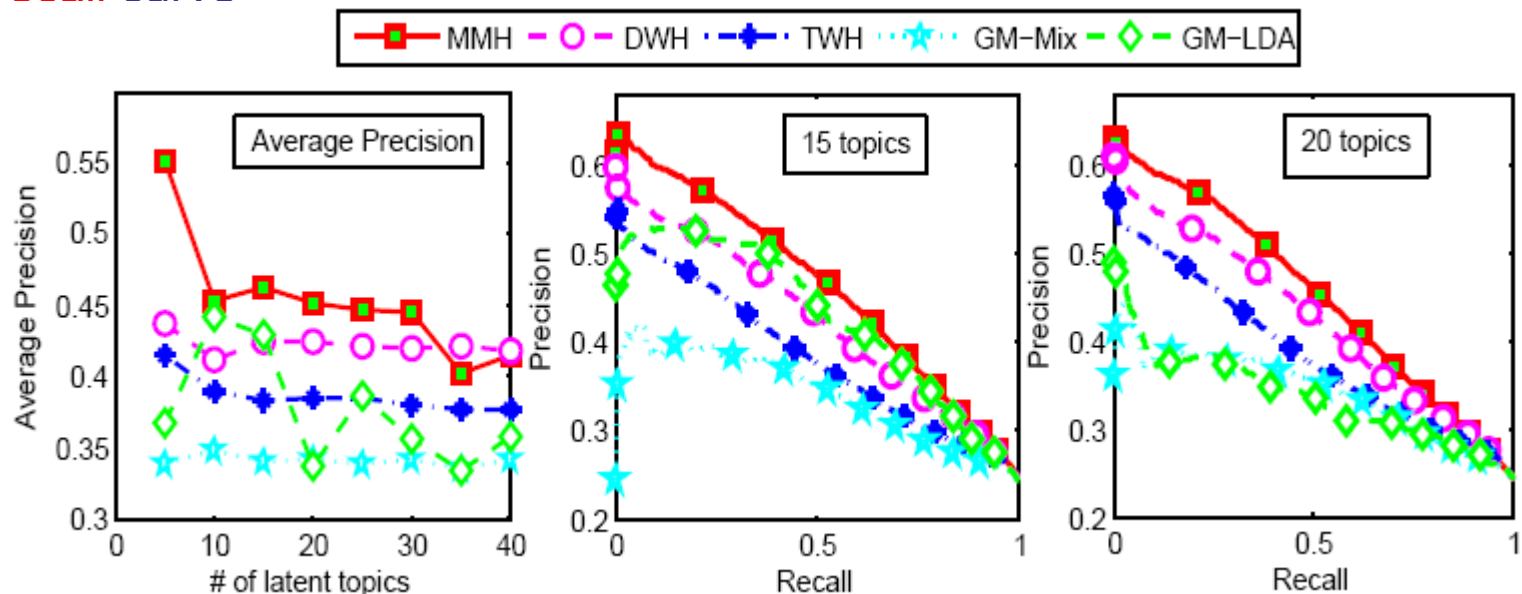 MMH DWH TWH GM-Mix GM-LDA
Average Precision
Average Precision
0.55
0.5
0.45
0.4
0.35
0.3
0 10 20 30 40
# of latent topics
15 topics
Precision
0.6
0.5
0.4
0.3
0.2
0 0.5 1
Recall
20 topics
Precision
0.6
0.5
0.4
0.3
0.2
0 0.5 1
Recall